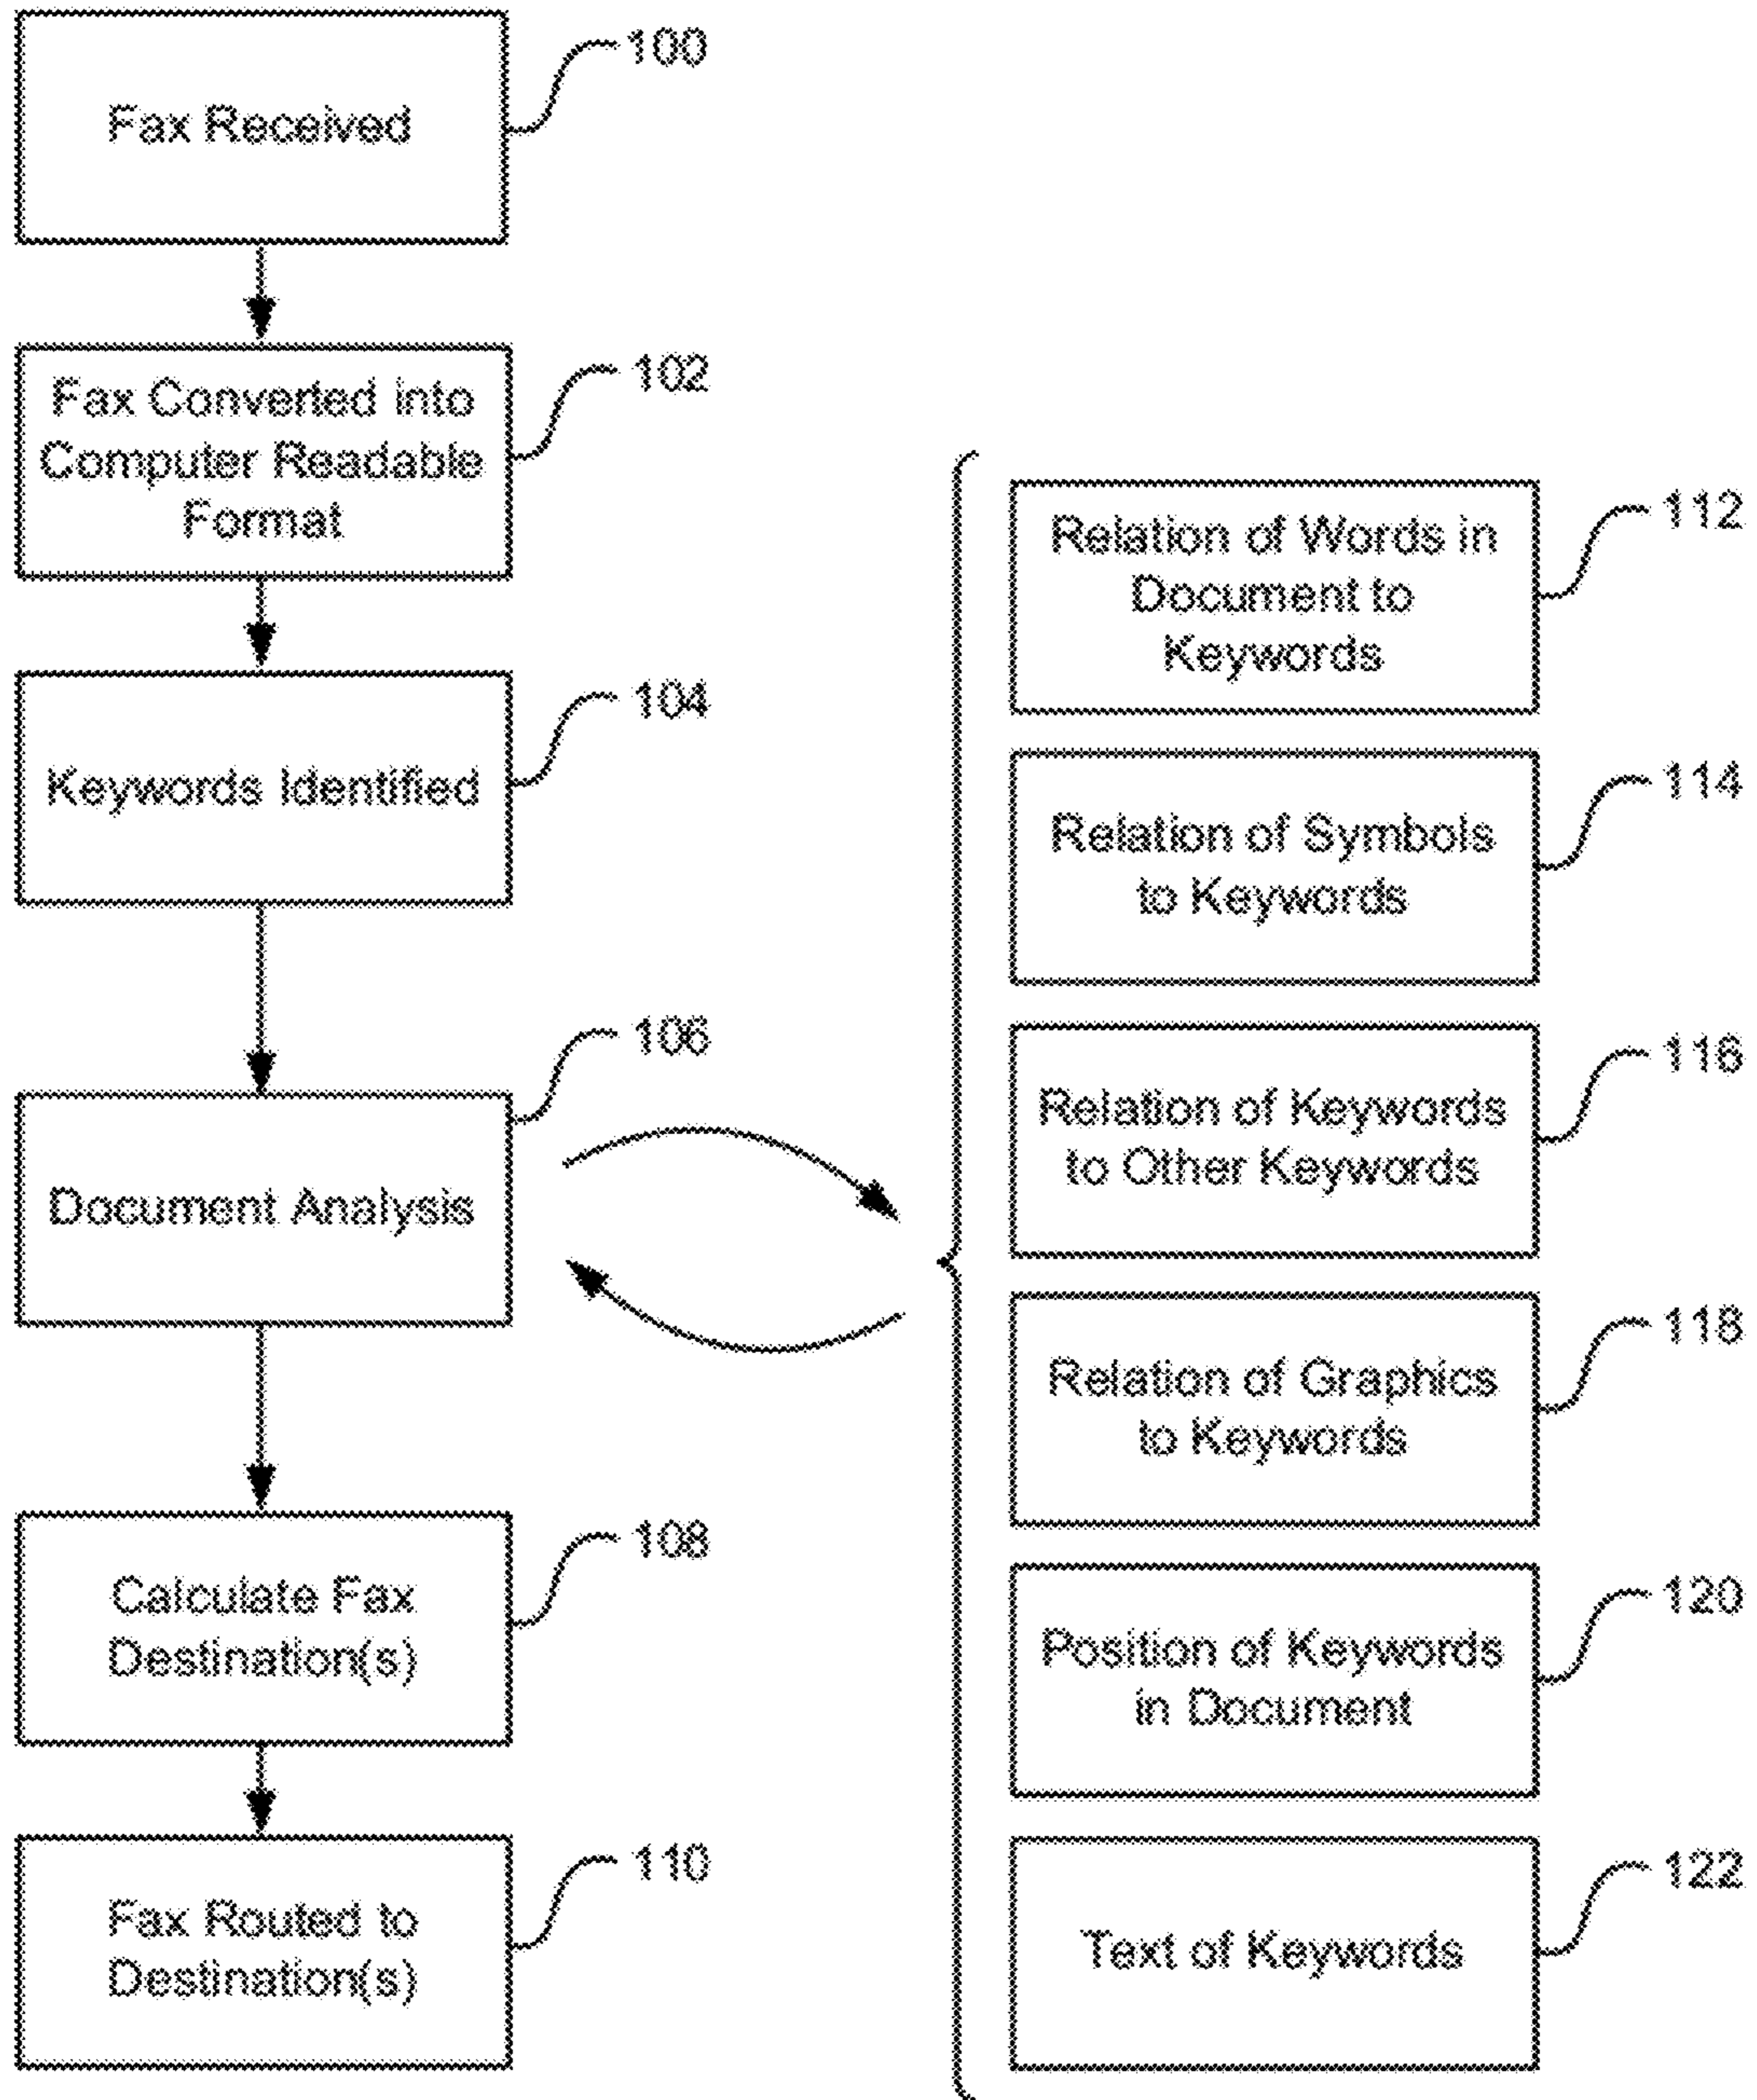 Fax Received
100
Fax Converted into
Computer Readable
Format
102
Keywords Identified
104
Document Analysis
106
Calculate Fax
Destination(s)
108
Fax Routed to
Destination(s)
110
Relation of Words in
Document to
Keywords
112
Relation of Symbols
to Keywords
114
Relation of Keywords
to Other Keywords
116
Relation of Graphics
to Keywords
118
Position of Keywords
in Document
120
Text of Keywords
122